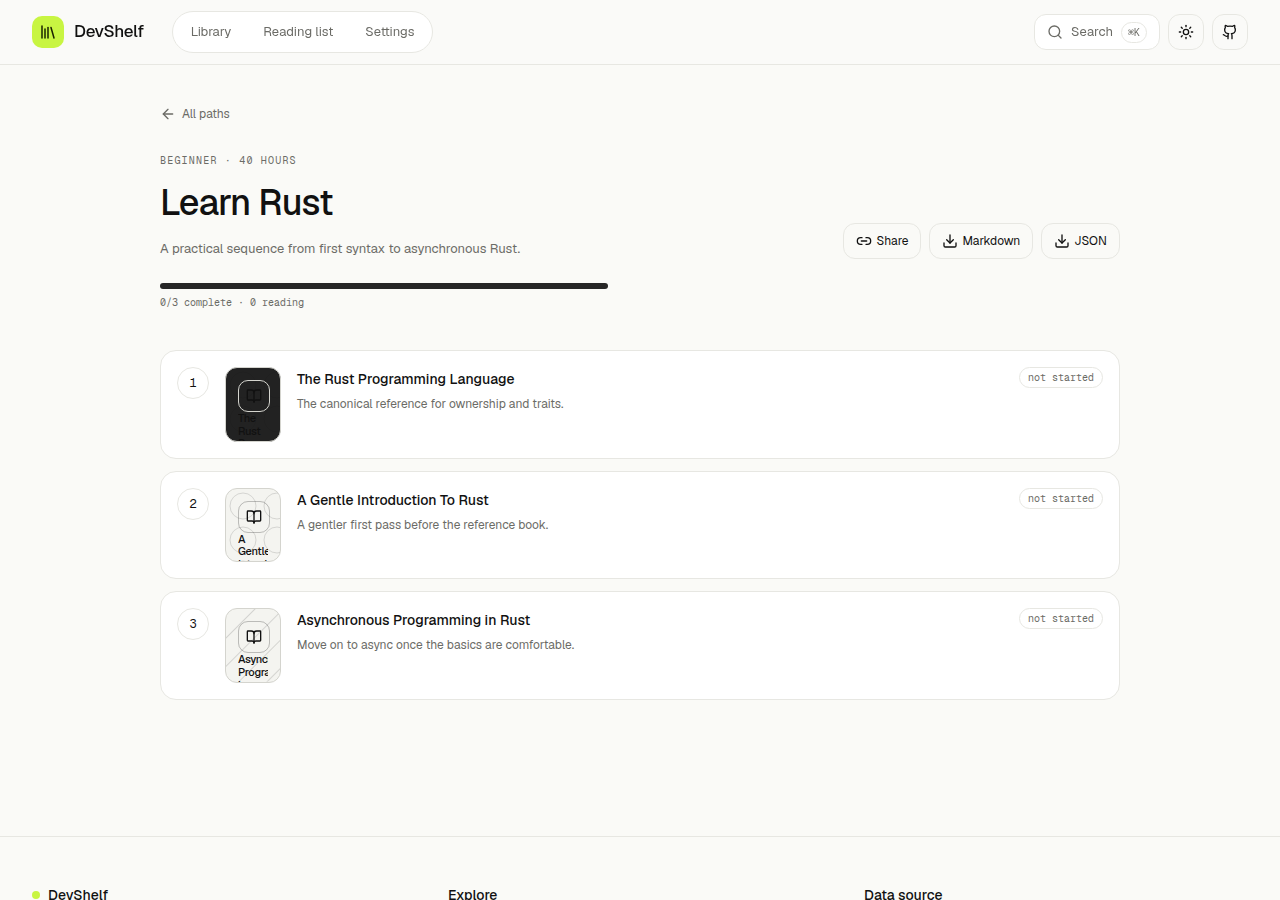 DevShelf
Library
Reading list
Settings
Search
⌘K
All paths
BEGINNER · 40 HOURS
Learn Rust
A practical sequence from first syntax to asynchronous Rust.
Share
Markdown
JSON
0/3 complete · 0 reading
1
The
Rust
The Rust Programming Language
The canonical reference for ownership and traits.
not started
2
A
Gentle
A Gentle Introduction To Rust
A gentler first pass before the reference book.
not started
3
Async
Progra
Asynchronous Programming in Rust
Move on to async once the basics are comfortable.
not started
DevShelf
Explore
Data source